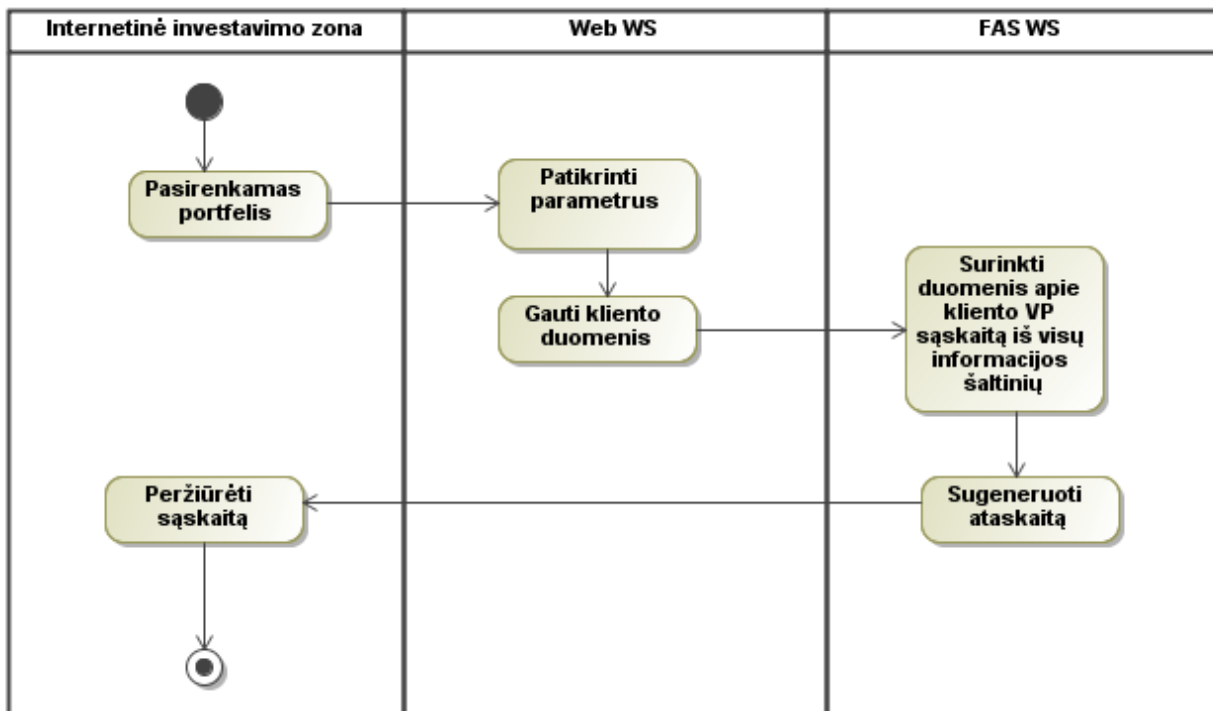 Internetinė investavimo zona
Web WS
FAS WS
Pasirenkamas
portfelis
Patikrinti
parametrus
Gauti kliento
duomenis
Surinkti
duomenis apie
kliento VP
sąskaitą iš visų
informacijos
šaltinių
Sugeneruoti
ataskaitą
Peržiūrėti
sąskaitą